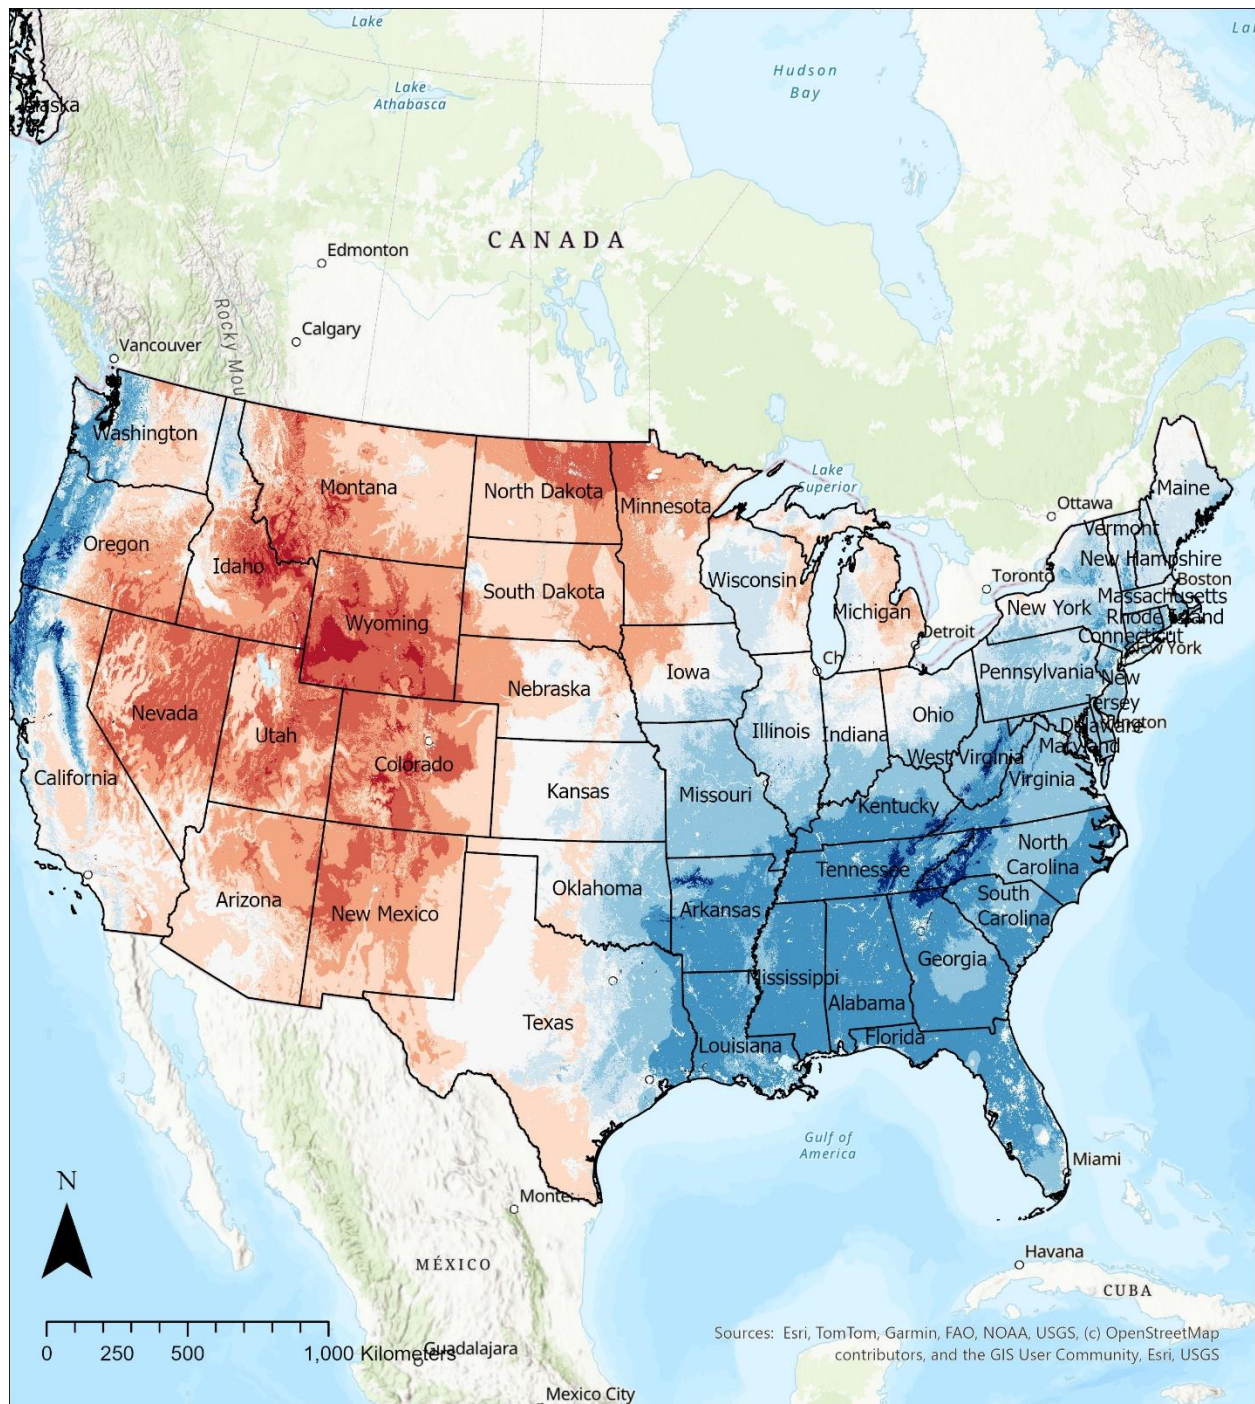 Lake
Hudson
Bay
Lake
Athabasca
Alaska
CANADA
Edmonton
Rocky Mou
Calgary
Vancouver
Washington
Montana
North Dakota
Minnesota
Lake
Superior
Ottawa
Maine
Vermont
New Hampshire
Oregon
Idaho
South Dakota
Wisconsin
Michigan
Toronto
New York
Boston
Massachusetts
Rhode Island
Connecticut
New York
Wyoming
Detroit
Ch
Iowa
Nebraska
Pennsylvania
New
Jersey
Nevada
Utah
Colorado
Illinois
Indiana
Ohio
Delaware
Maryland
West Virginia
Virginia
California
Kansas
Missouri
Kentucky
Arizona
New Mexico
Oklahoma
Arkansas
Tennessee
North
Carolina
South
Carolina
Georgia
Texas
Mississippi
Alabama
Louisiana
Florida
Gulf of
America
Miami
N
Havana
MÉXICO
CUBA
0 250 500 1,000 Kilometers
Guadalajara
Mexico City
Sources: Esri, TomTom, Garmin, FAO, NOAA, USGS, (c) OpenStreetMap
contributors, and the GIS User Community, Esri, USGS